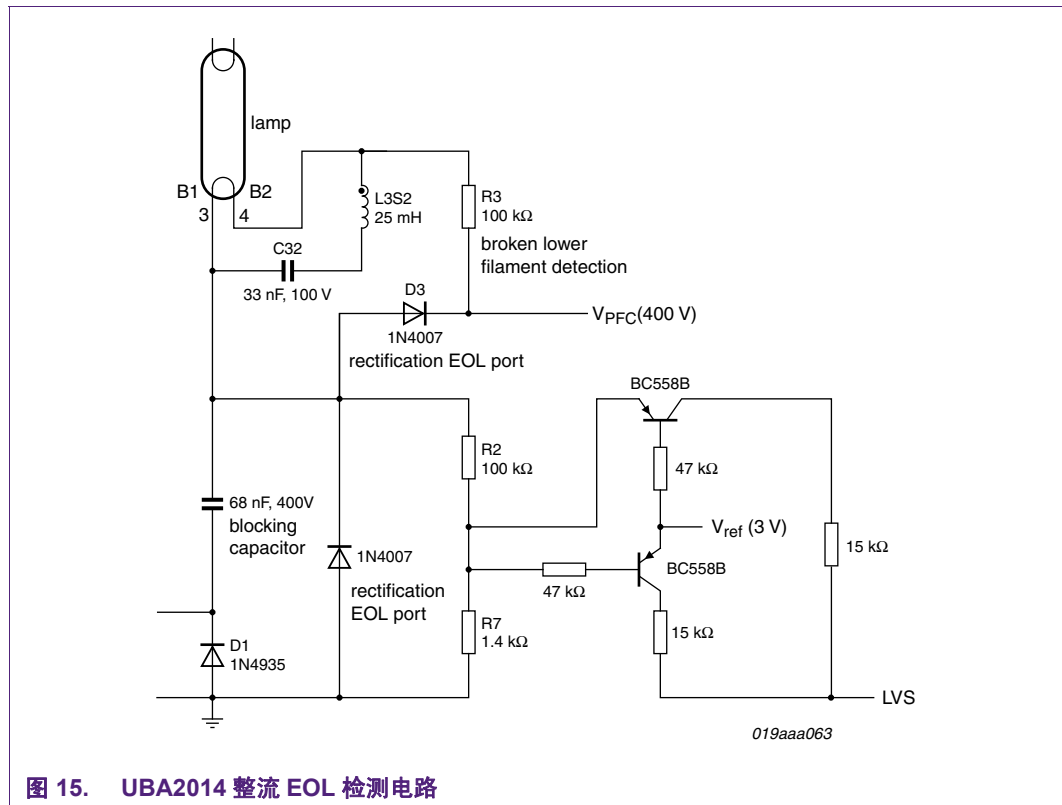 lamp
B1
B2
3
4
L3S2
25 mH
R3
100 kΩ
C32
33 nF, 100 V
broken lower
filament detection
D3
1N4007
VPFC(400 V)
rectification EOL port
BC558B
R2
100 kΩ
47 kΩ
68 nF, 400V
blocking
capacitor
Vref (3 V)
15 kΩ
1N4007
BC558B
47 kΩ
rectification
EOL port
R7
1.4 kΩ
15 kΩ
D1
1N4935
LVS
019aaa063
图 15. UBA2014 整流 EOL 检测电路